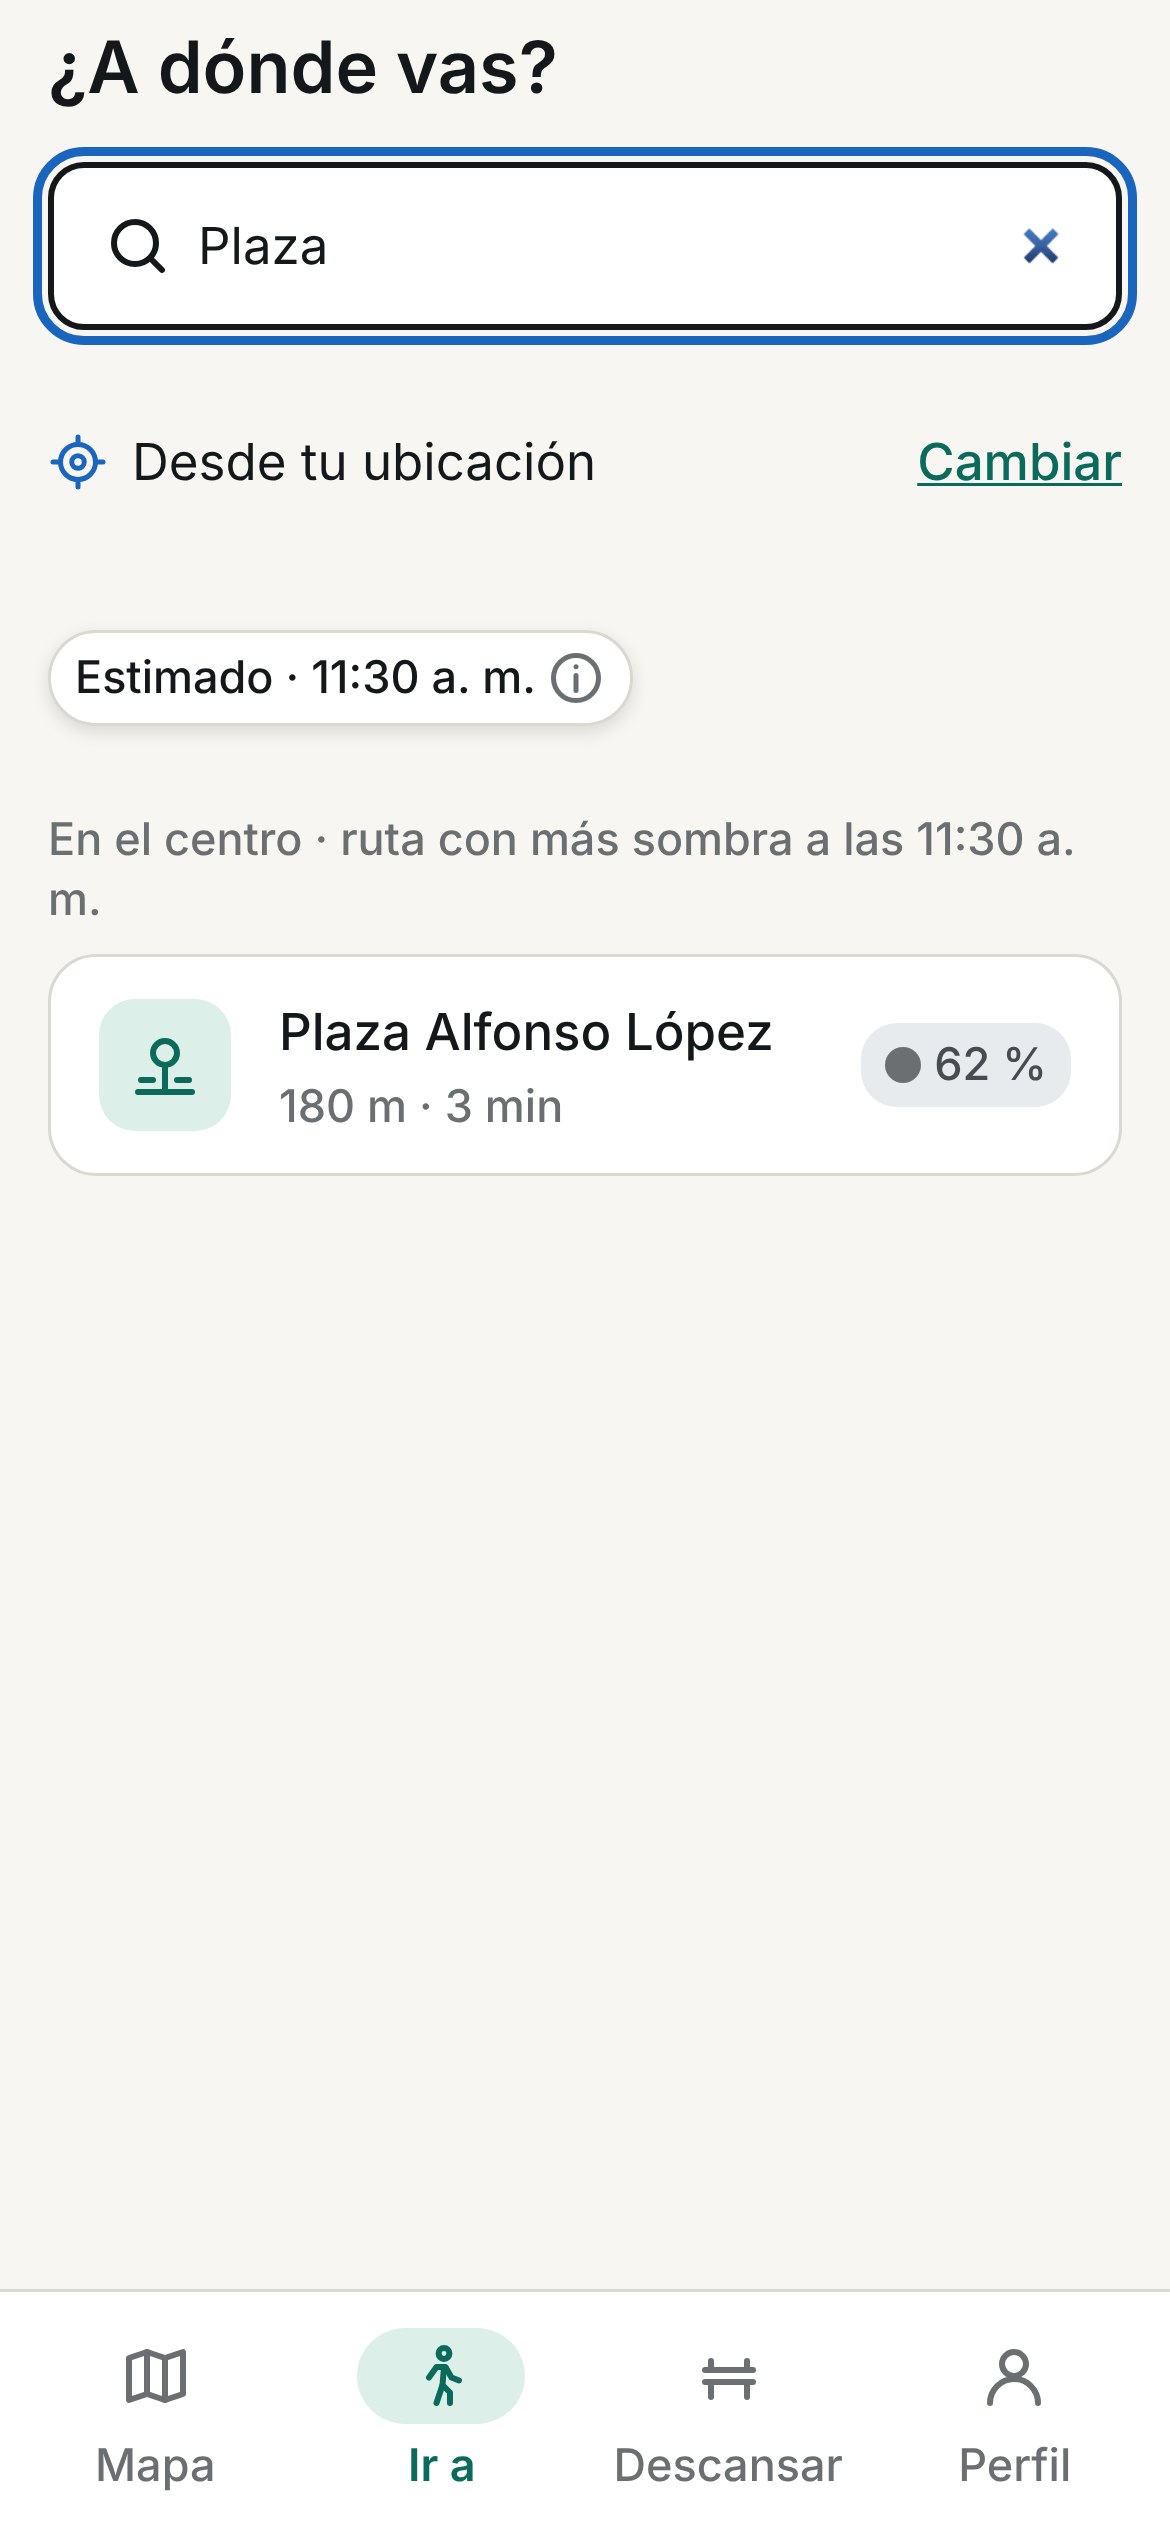 ¿A dónde vas?
Plaza
Desde tu ubicación
Cambiar
Estimado · 11:30 a. m.
En el centro · ruta con más sombra a las 11:30 a.
m.
Plaza Alfonso López
180 m · 3 min
62 %
Mapa
Ir a
Descansar
Perfil